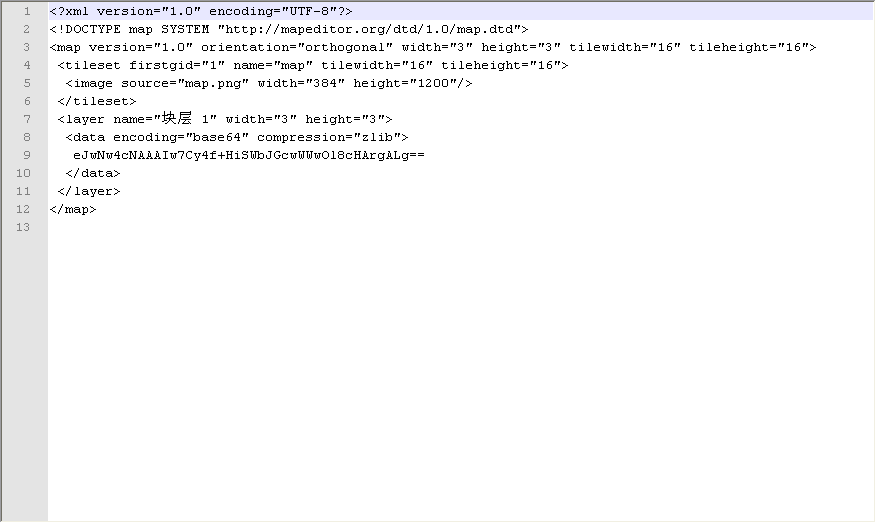 1 <?xml version="1.0" encoding="UTF-8"?>
2 <!DOCTYPE map SYSTEM "http://mapeditor.org/dtd/1.0/map.dtd">
3 <map version="1.0" orientation="orthogonal" width="3" height="3" tilewidth="16" tileheight="16">
4 <tileset firstgid="1" name="map" tilewidth="16" tileheight="16">
5 <image source="map.png" width="384" height="1200"/>
6 </tileset>
7 <layer name="块层 1" width="3" height="3">
8 <data encoding="base64" compression="zlib">
9 eJwNw4cNAAAIw7Cy4f+HiSWbJGcwWWwOl8cHArgALg==
10 </data>
11 </layer>
12 </map>
13